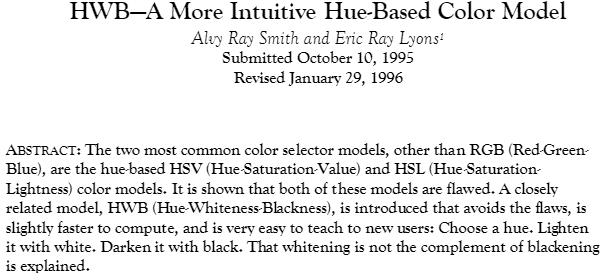 HWB—A More Intuitive Hue-Based Color Model
Alvy Ray Smith and Eric Ray Lyons¹
Submitted October 10, 1995
Revised January 29, 1996
ABSTRACT: The two most common color selector models, other than RGB (Red-Green-
Blue), are the hue-based HSV (Hue-Saturation-Value) and HSL (Hue-Saturation-
Lightness) color models. It is shown that both of these models are flawed. A closely
related model, HWB (Hue-Whiteness-Blackness), is introduced that avoids the flaws, is
slightly faster to compute, and is very easy to teach to new users: Choose a hue. Lighten
it with white. Darken it with black. That whitening is not the complement of blackening
is explained.